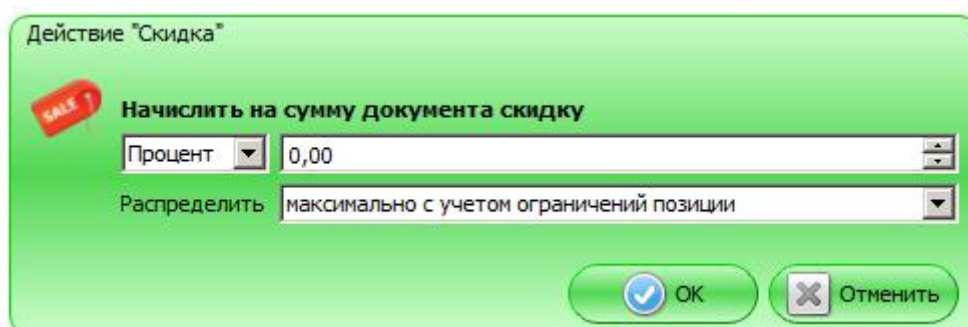 Действие "Скидка"
SALE
Начислить на сумму документа скидку
Процент 0,00
Распределить максимально с учетом ограничений позиции
OK Отменить